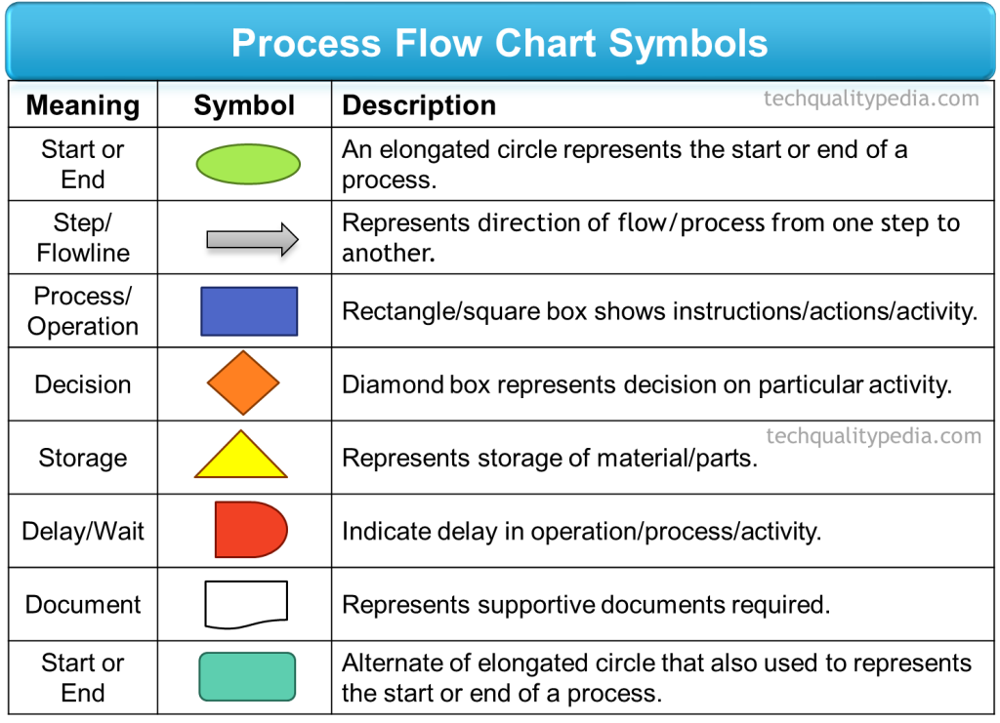 Process Flow Chart Symbols
Meaning Symbol Description techqualitypedia.com
Start or
End
An elongated circle represents the start or end of a
process.
Step/
Flowline
Represents direction of flow/process from one step to
another.
Process/
Operation
Rectangle/square box shows instructions/actions/activity.
Decision
Diamond box represents decision on particular activity.
techqualitypedia.com
Storage
Represents storage of material/parts.
Delay/Wait
Indicate delay in operation/process/activity.
Document
Represents supportive documents required.
Start or
End
Alternate of elongated circle that also used to represents
the start or end of a process.